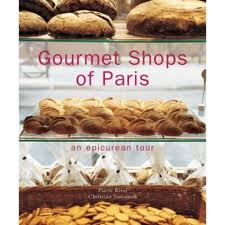 Gourmet Shops
of Paris
an epicurean tour
Pierre Rival
Christian Sarramon